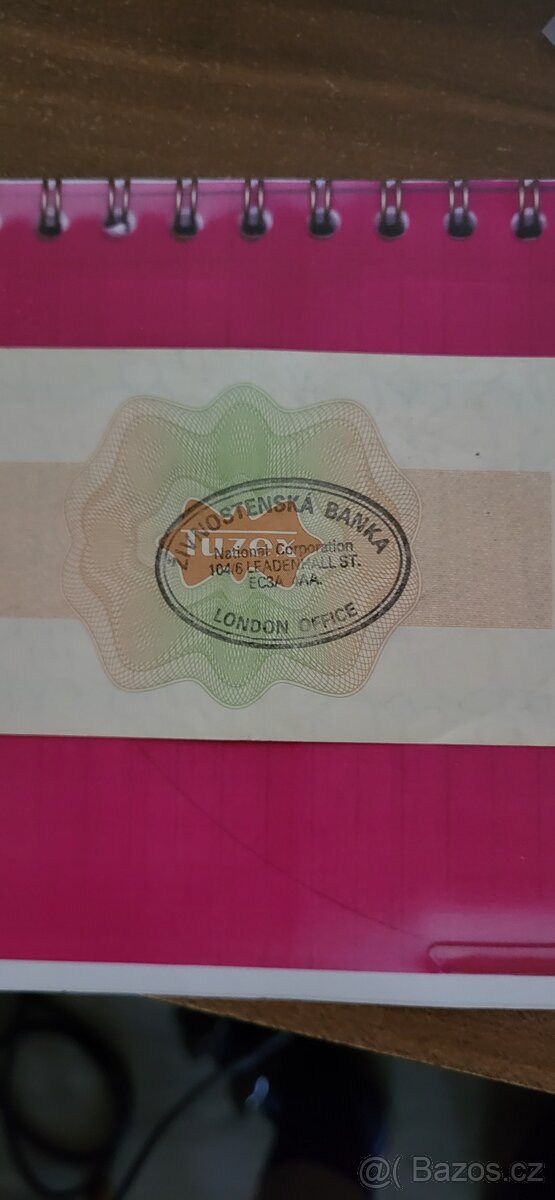 ŽIVNOSTENSKÁ BANKA
tuzex
National Corporation
104/6 LEADENHALL ST.
EC3A 4AA.
LONDON OFFICE
@( Bazos.cz